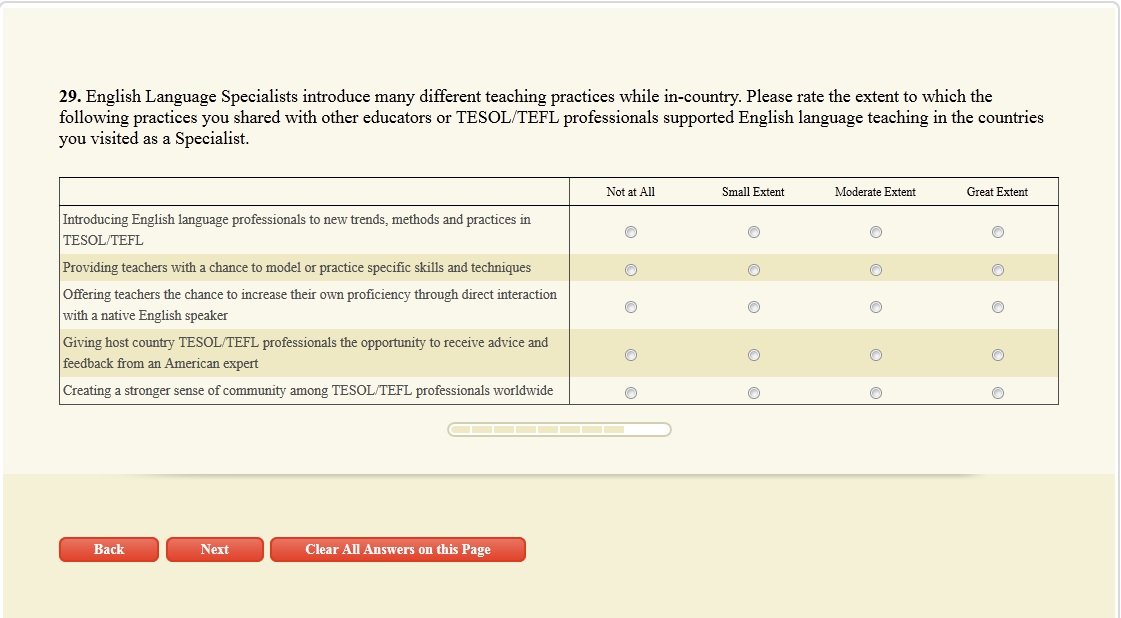 29. English Language Specialists introduce many different teaching practices while in-country. Please rate the extent to which the
following practices you shared with other educators or TESOL/TEFL professionals supported English language teaching in the countries
you visited as a Specialist.
Not at All Small Extent Moderate Extent Great Extent
Introducing English language professionals to new trends, methods and practices in
TESOL/TEFL
Providing teachers with a chance to model or practice specific skills and techniques
Offering teachers the chance to increase their own proficiency through direct interaction
with a native English speaker
Giving host country TESOL/TEFL professionals the opportunity to receive advice and
feedback from an American expert
Creating a stronger sense of community among TESOL/TEFL professionals worldwide
Back Next Clear All Answers on this Page